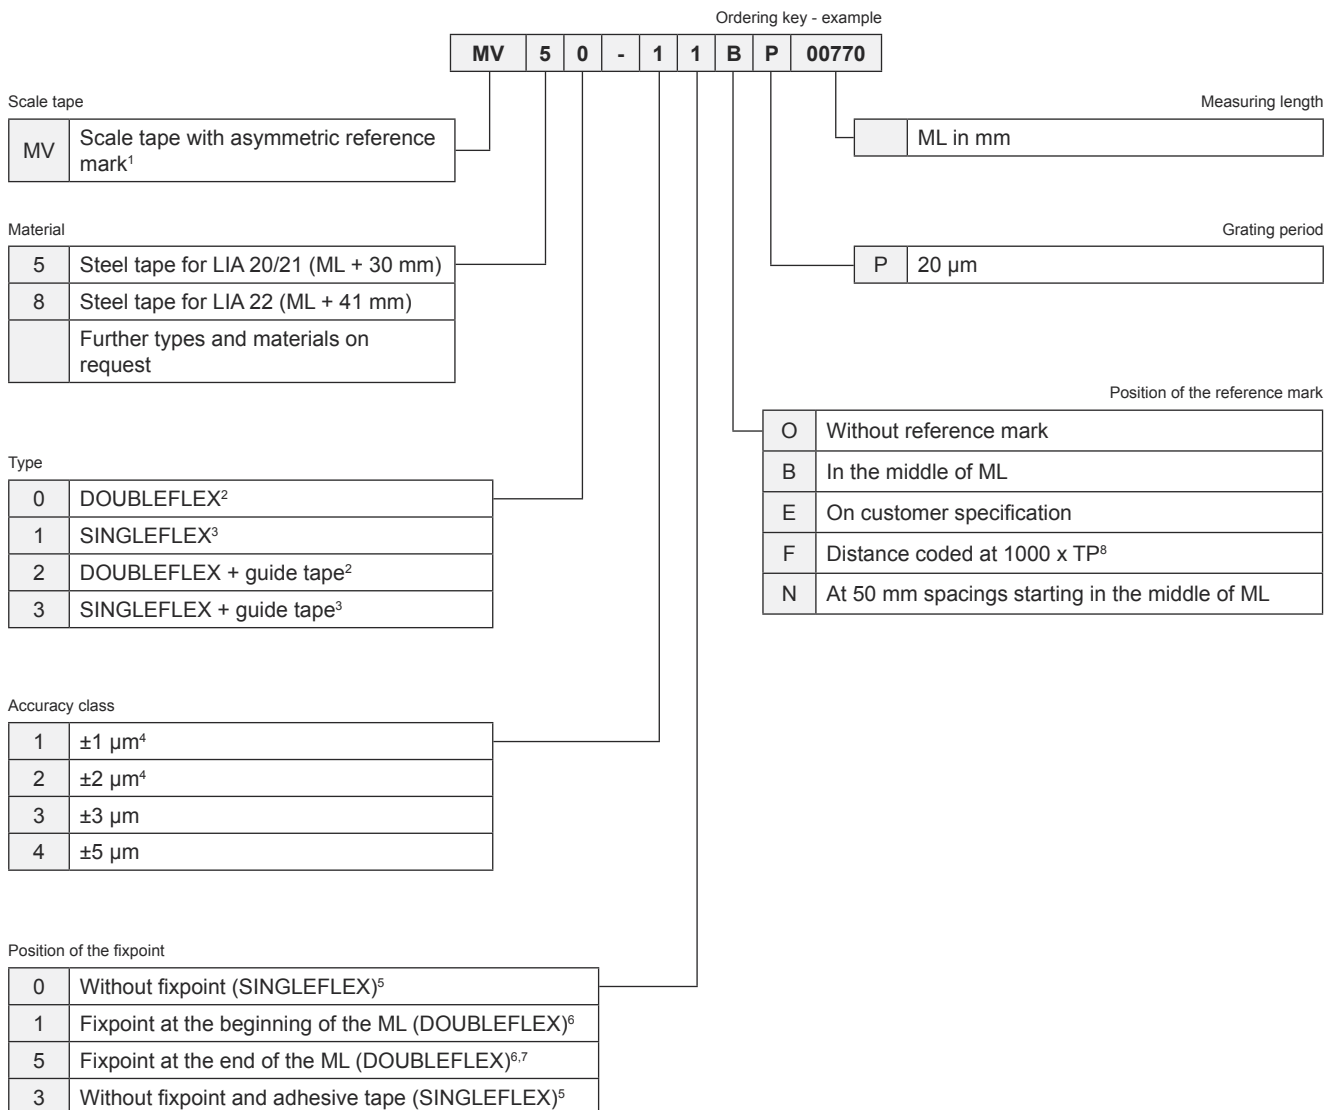 Ordering key - example
MV 5 0 - 1 1 B P 00770
Scale tape
MV Scale tape with asymmetric reference
mark¹
Measuring length
ML in mm
Material
5 Steel tape for LIA 20/21 (ML + 30 mm)
8 Steel tape for LIA 22 (ML + 41 mm)
Further types and materials on
request
Grating period
P 20 µm
Position of the reference mark
O Without reference mark
B In the middle of ML
E On customer specification
F Distance coded at 1000 x TP⁸
N At 50 mm spacings starting in the middle of ML
Type
0 DOUBLEFLEX²
1 SINGLEFLEX³
2 DOUBLEFLEX + guide tape²
3 SINGLEFLEX + guide tape³
Accuracy class
1 ±1 µm⁴
2 ±2 µm⁴
3 ±3 µm
4 ±5 µm
Position of the fixpoint
0 Without fixpoint (SINGLEFLEX)⁵
1 Fixpoint at the beginning of the ML (DOUBLEFLEX)⁶
5 Fixpoint at the end of the ML (DOUBLEFLEX)⁶,⁷
3 Without fixpoint and adhesive tape (SINGLEFLEX)⁵